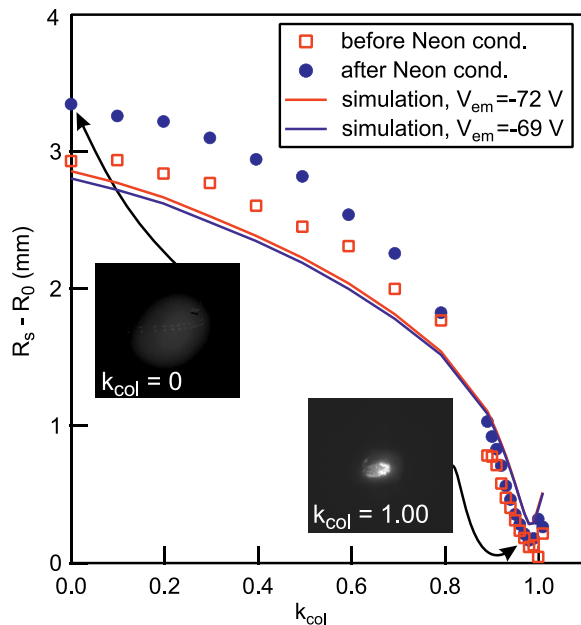 4
3
2
1
0
R_s - R_0 (mm)
before Neon cond.
after Neon cond.
simulation, V_em=-72 V
simulation, V_em=-69 V
k_col = 0
k_col = 1.00
0.0 0.2 0.4 0.6 0.8 1.0
k_col